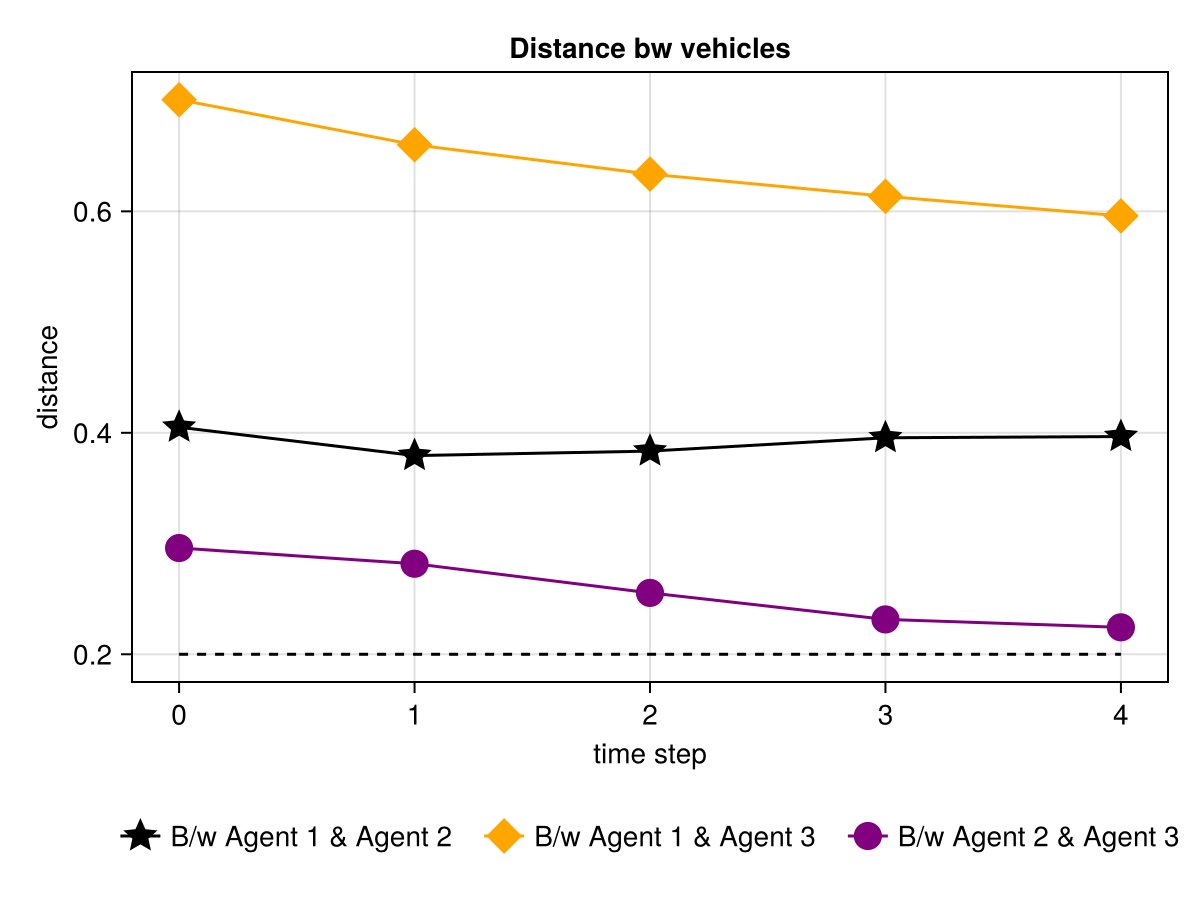 Distance bw vehicles
0.6
0.4
0.2
distance
0 1 2 3 4
time step
B/w Agent 1 & Agent 2 B/w Agent 1 & Agent 3 B/w Agent 2 & Agent 3